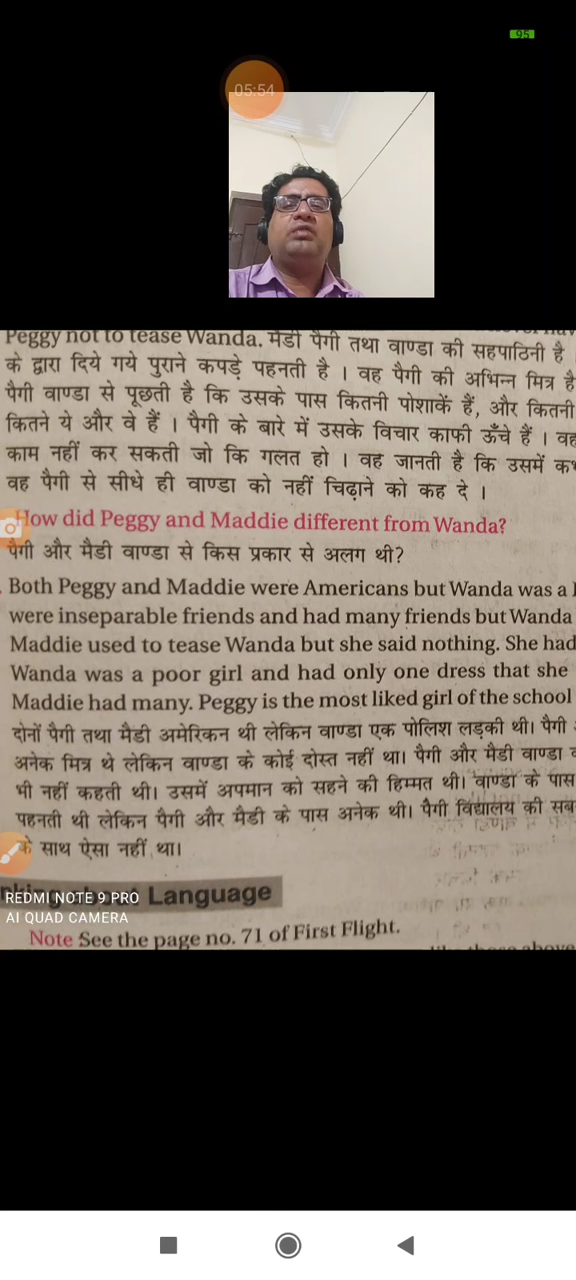 95
05:54
Peggy not to tease Wanda. मैडी पैगी तथा वाण्डा की सहपाठिनी है ।
के द्वारा दिये गये पुराने कपड़े पहनती है । वह पैगी की अभिन्न मित्र है
पैगी वाण्डा से पूछती है कि उसके पास कितनी पोशाकें हैं, और कितनी
कितने ये और वे हैं । पैगी के बारे में उसके विचार काफी ऊँचे हैं । वह
काम नहीं कर सकती जो कि गलत हो । वह जानती है कि उसमें
वह पैगी से सीधे ही वाण्डा को नहीं चिढ़ाने को कह दे ।
How did Peggy and Maddie different from Wanda?
पैगी और मैडी वाण्डा से किस प्रकार से अलग थी?
Both Peggy and Maddie were Americans but Wanda was a
were inseparable friends and had many friends but Wanda
Maddie used to tease Wanda but she said nothing. She had
Wanda was a poor girl and had only one dress that she
Maddie had many. Peggy is the most liked girl of the school
दोनों पैगी तथा मैडी अमेरिकन थी लेकिन वाण्डा एक पोलिश लड़की थी। पैगी
अनेक मित्र थे लेकिन वाण्डा के कोई दोस्त नहीं था। पैगी और मैडी वाण्डा
भी नहीं कहती थी। उसमें अपमान को सहने की हिम्मत थी। वाण्डा के पास
पहनती थी लेकिन पैगी और मैडी के पास अनेक थी। पैगी विद्यालय की सब
के साथ ऐसा नहीं था।
Language
REDMI NOTE 9 PRO
AI QUAD CAMERA
Note See the page no. 71 of First Flight.